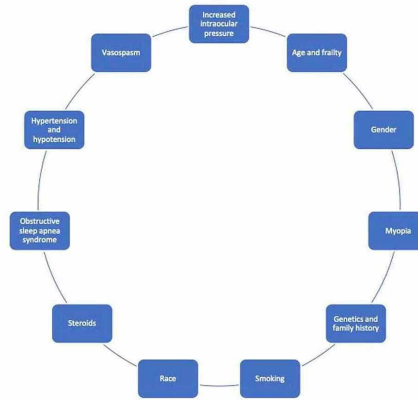 Increased
intraocular
pressure
Age and frailty
Gender
Myopia
Genetics and
family history
Smoking
Race
Steroids
Obstructive
sleep apnea
syndrome
Hypertension
and
hypotension
Vasospasm